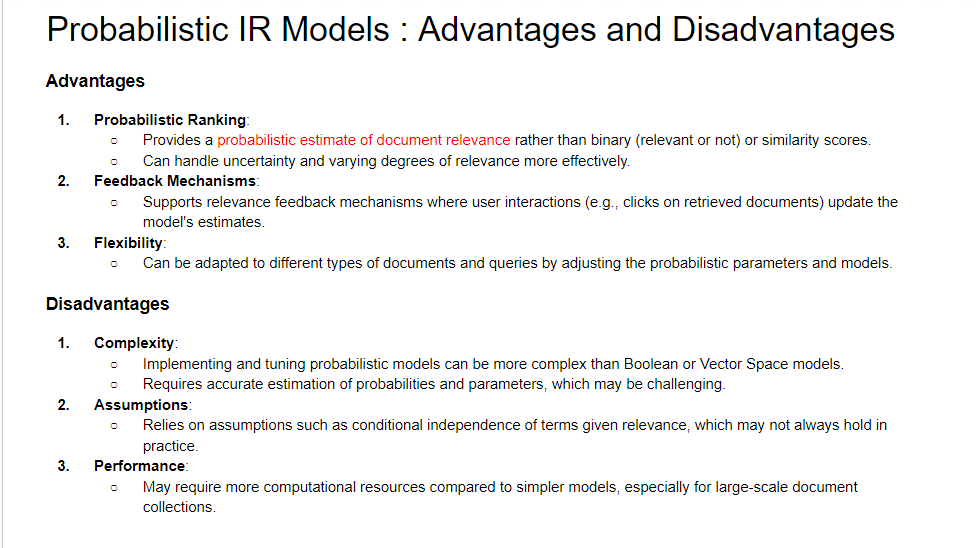 Probabilistic IR Models : Advantages and Disadvantages
Advantages
1. Probabilistic Ranking:
○ Provides a probabilistic estimate of document relevance rather than binary (relevant or not) or similarity scores.
○ Can handle uncertainty and varying degrees of relevance more effectively.
2. Feedback Mechanisms:
○ Supports relevance feedback mechanisms where user interactions (e.g., clicks on retrieved documents) update the
model's estimates.
3. Flexibility:
○ Can be adapted to different types of documents and queries by adjusting the probabilistic parameters and models.
Disadvantages
1. Complexity:
○ Implementing and tuning probabilistic models can be more complex than Boolean or Vector Space models.
○ Requires accurate estimation of probabilities and parameters, which may be challenging.
2. Assumptions:
○ Relies on assumptions such as conditional independence of terms given relevance, which may not always hold in
practice.
3. Performance:
○ May require more computational resources compared to simpler models, especially for large-scale document
collections.